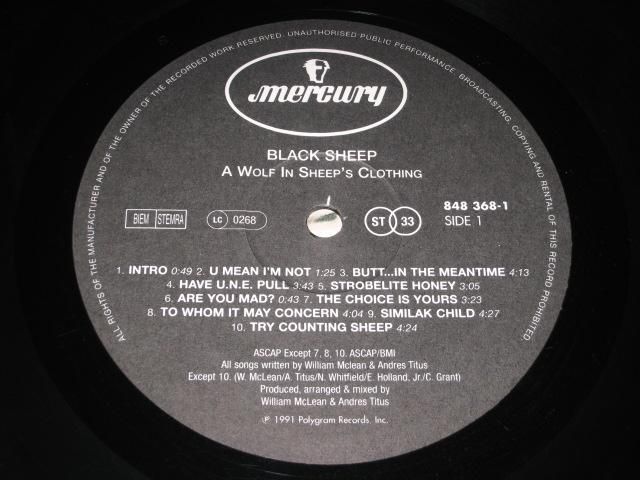 ALL RIGHTS OF THE MANUFACTURER AND OF THE OWNER OF THE RECORDED WORK RESERVED. UNAUTHORISED PUBLIC PERFORMANCE, BROADCASTING, COPYING AND RENTAL OF THIS RECORD PROHIBITED
mercury
BLACK SHEEP
A WOLF IN SHEEP'S CLOTHING
BIEM STEMRA LC 0268 ST 33 848 368-1
SIDE 1
1. INTRO 0:49 2. U MEAN I'M NOT 1:25 3. BUTT...IN THE MEANTIME 4:13
4. HAVE U.N.E. PULL 3:43 5. STROBELITE HONEY 3:05
6. ARE YOU MAD? 0:43 7. THE CHOICE IS YOURS 3:23
8. TO WHOM IT MAY CONCERN 4:04 9. SIMILAK CHILD 4:27
10. TRY COUNTING SHEEP 4:24
ASCAP Except 7, 8, 10. ASCAP/BMI
All songs written by William Mclean & Andres Titus
Except 10. (W. McLean/A. Titus/N. Whitfield/E. Holland, Jr./C. Grant)
Produced, arranged & mixed by
William McLean & Andres Titus
℗ 1991 Polygram Records, Inc.